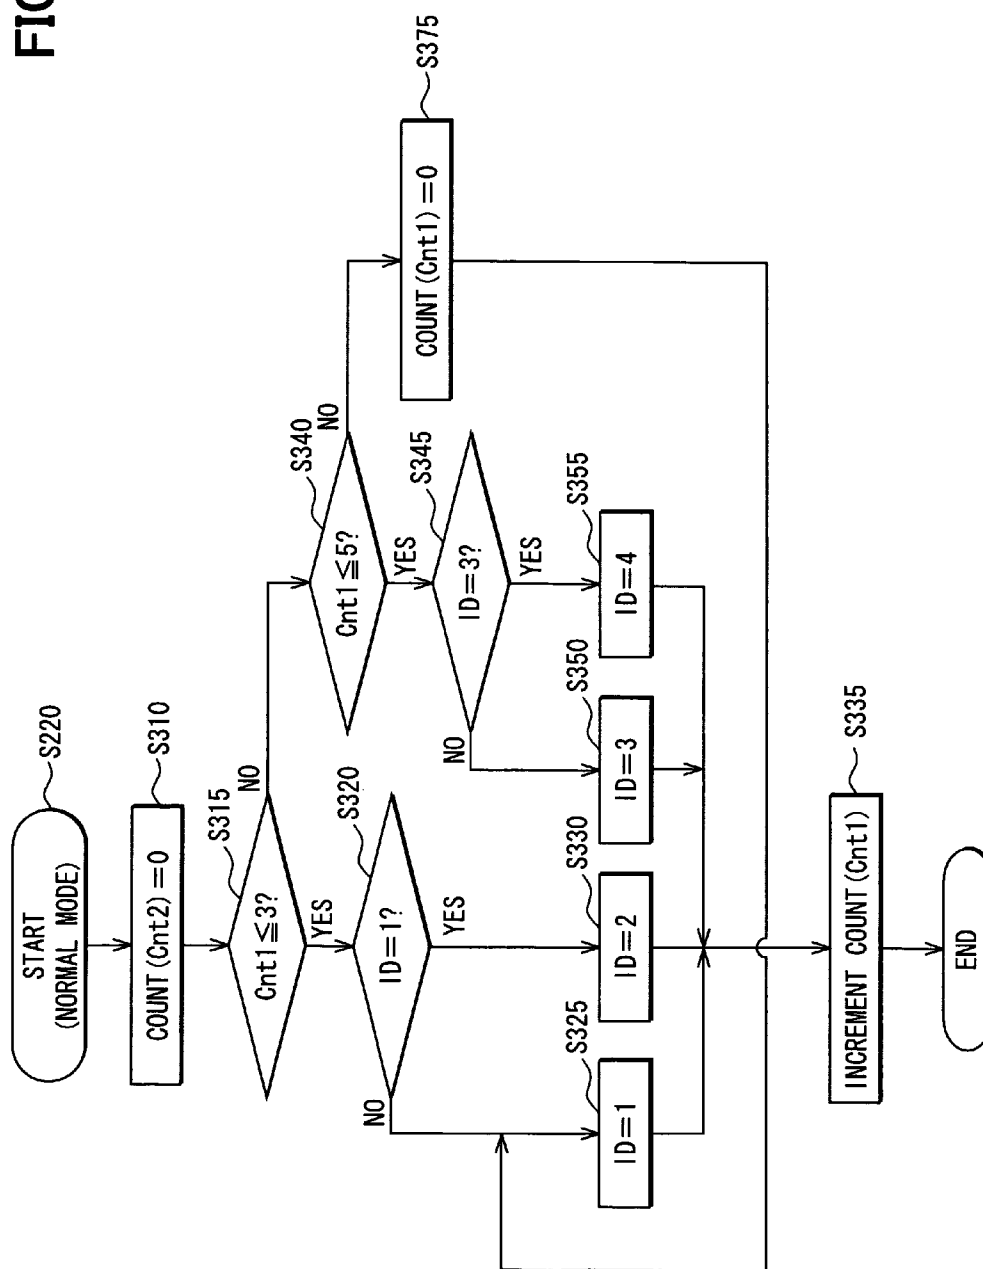 FIG
START
(NORMAL MODE)
S220
COUNT(Cnt2)=0
S310
Cnt1≦3?
S315
NO
YES
ID=1?
S320
NO
YES
Cnt1≦5?
S340
NO
YES
ID=3?
S345
NO
YES
COUNT(Cnt1)=0
S375
ID=1
S325
ID=2
S330
ID=3
S350
ID=4
S355
INCREMENT COUNT(Cnt1)
S335
END